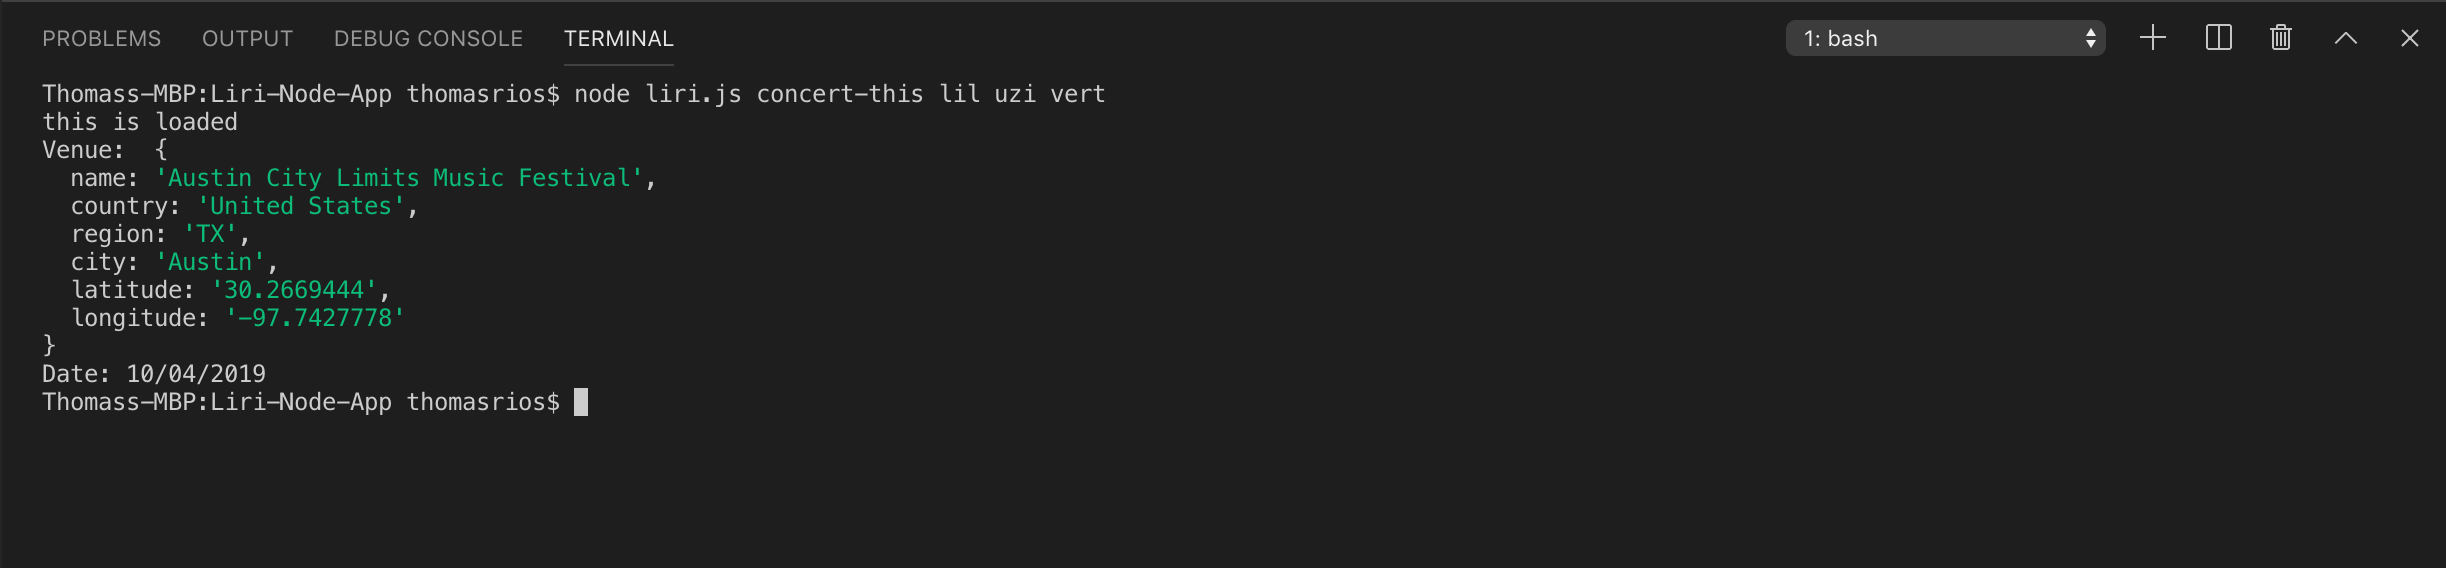 PROBLEMS OUTPUT DEBUG CONSOLE TERMINAL 1: bash
Thomass-MBP:Liri-Node-App thomasrios$ node liri.js concert-this lil uzi vert
this is loaded
Venue:  {
  name: 'Austin City Limits Music Festival',
  country: 'United States',
  region: 'TX',
  city: 'Austin',
  latitude: '30.2669444',
  longitude: '-97.7427778'
}
Date: 10/04/2019
Thomass-MBP:Liri-Node-App thomasrios$